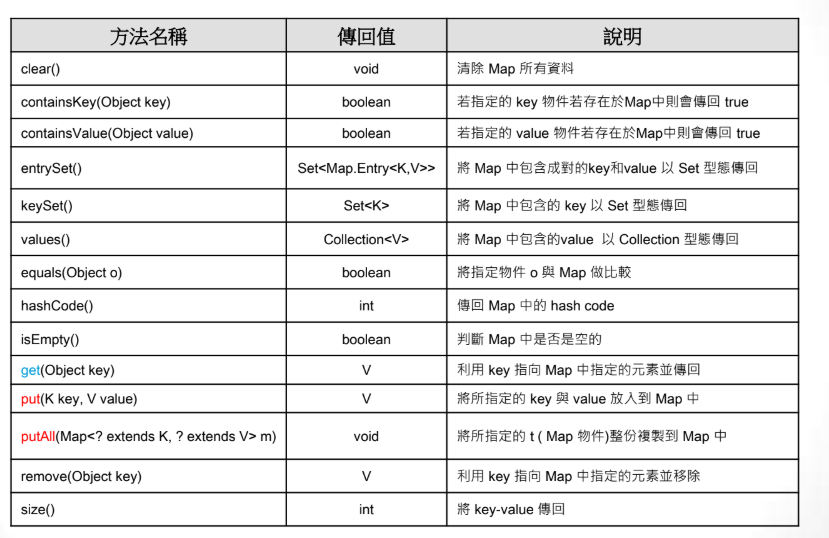 方法名稱 傳回值 說明
clear() void 清除 Map 所有資料
containsKey(Object key) boolean 若指定的 key 物件若存在於Map中則會傳回 true
containsValue(Object value) boolean 若指定的 value 物件若存在於Map中則會傳回 true
entrySet() Set<Map.Entry<K,V>> 將 Map 中包含成對的key和value 以 Set 型態傳回
keySet() Set<K> 將 Map 中包含的 key 以 Set 型態傳回
values() Collection<V> 將 Map 中包含的value 以 Collection 型態傳回
equals(Object o) boolean 將指定物件 o 與 Map 做比較
hashCode() int 傳回 Map 中的 hash code
isEmpty() boolean 判斷 Map 中是否是空的
get(Object key) V 利用 key 指向 Map 中指定的元素並傳回
put(K key, V value) V 將所指定的 key 與 value 放入到 Map 中
putAll(Map<? extends K, ? extends V> m) void 將所指定的 t ( Map 物件)整份複製到 Map 中
remove(Object key) V 利用 key 指向 Map 中指定的元素並移除
size() int 將 key-value 傳回